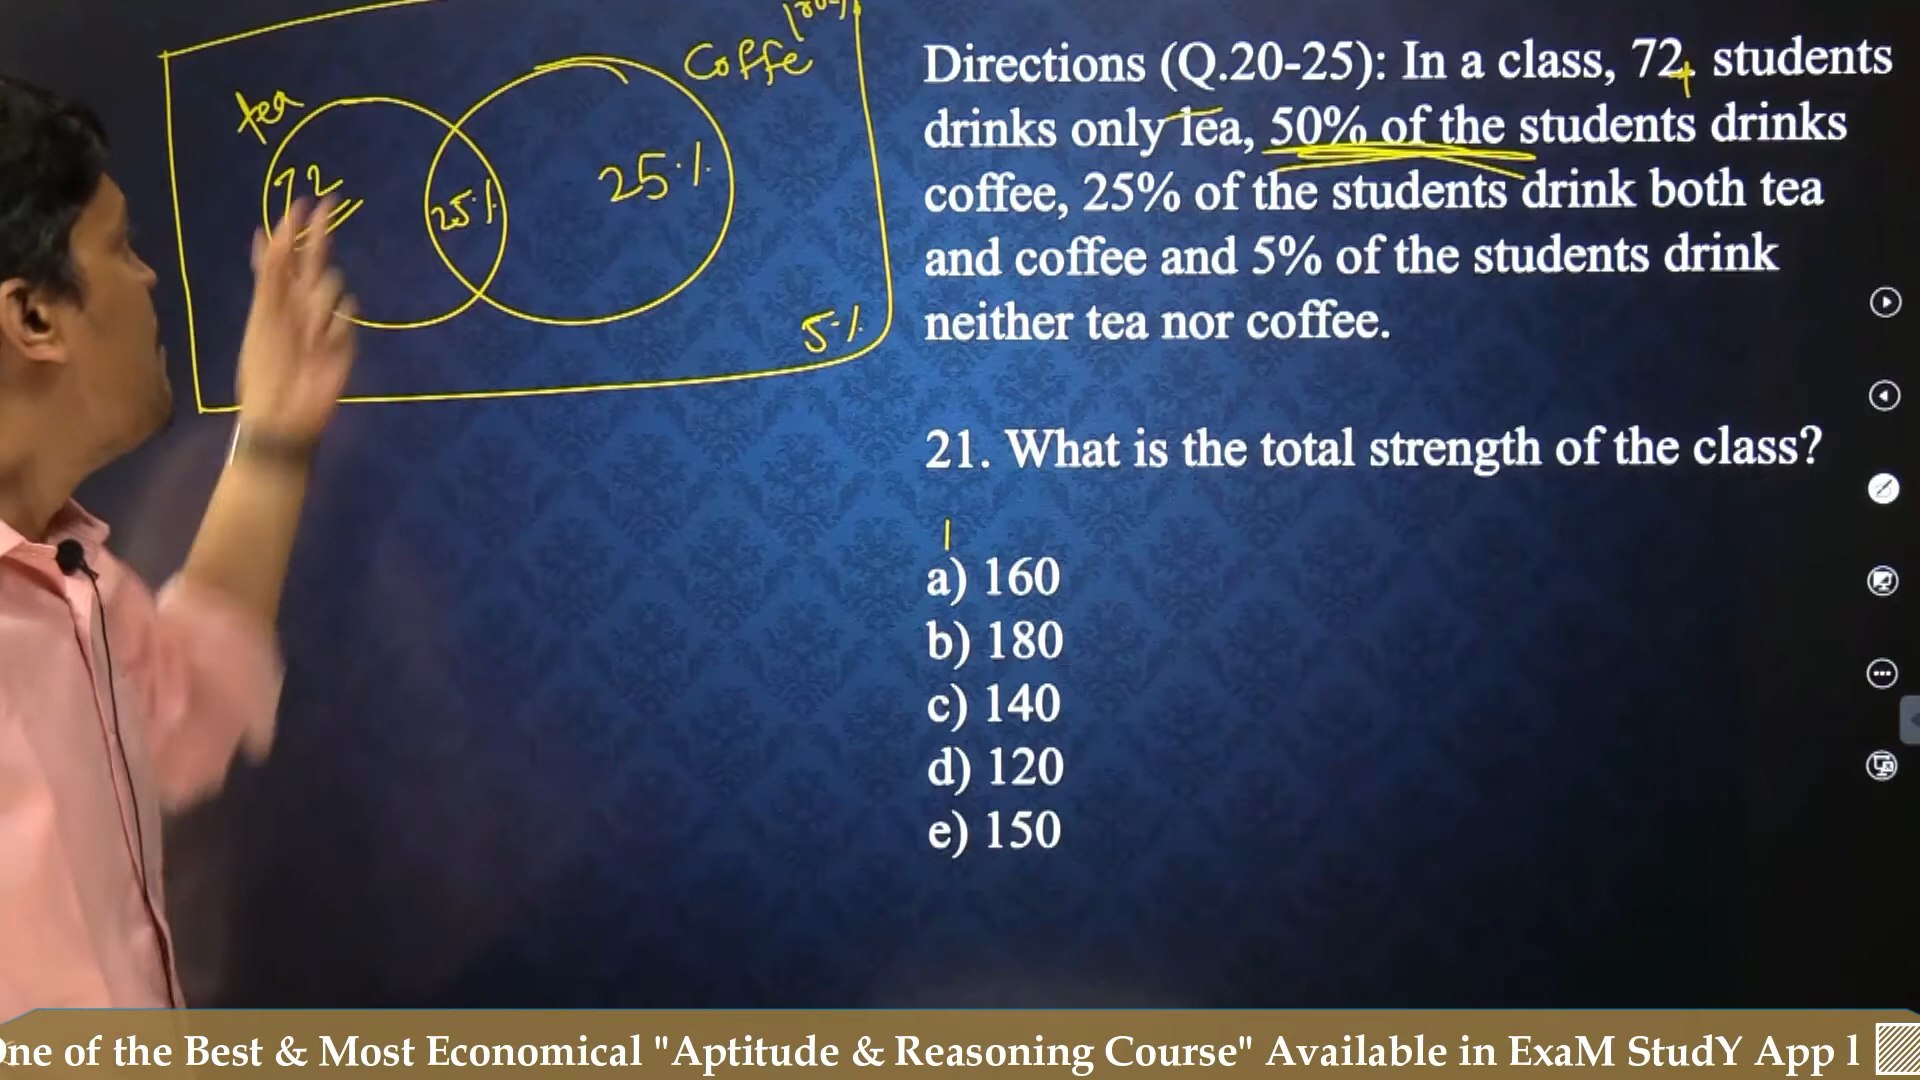 100%
Coffe
tea
72
25%
25%
5%
Directions (Q.20-25): In a class, 72 students
drinks only tea, 50% of the students drinks
coffee, 25% of the students drink both tea
and coffee and 5% of the students drink
neither tea nor coffee.
21. What is the total strength of the class?
a) 160
b) 180
c) 140
d) 120
e) 150
One of the Best & Most Economical "Aptitude & Reasoning Course" Available in ExaM StudY App l